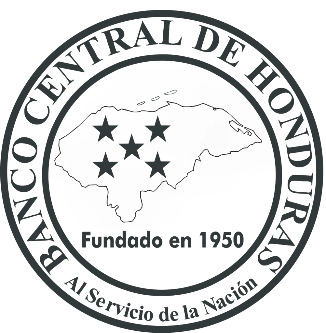 BANCO CENTRAL DE HONDURAS
Fundado en 1950
Al Servicio de la Nación